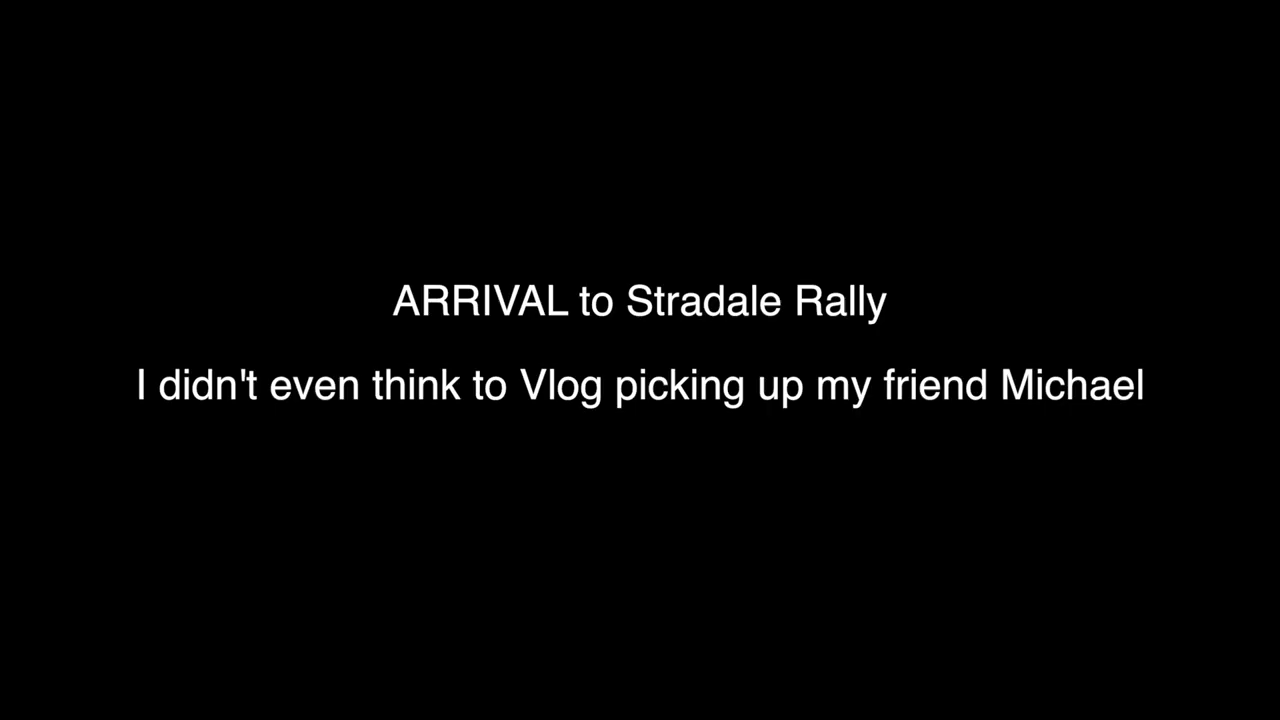 ARRIVAL to Stradale Rally
I didn't even think to Vlog picking up my friend Michael